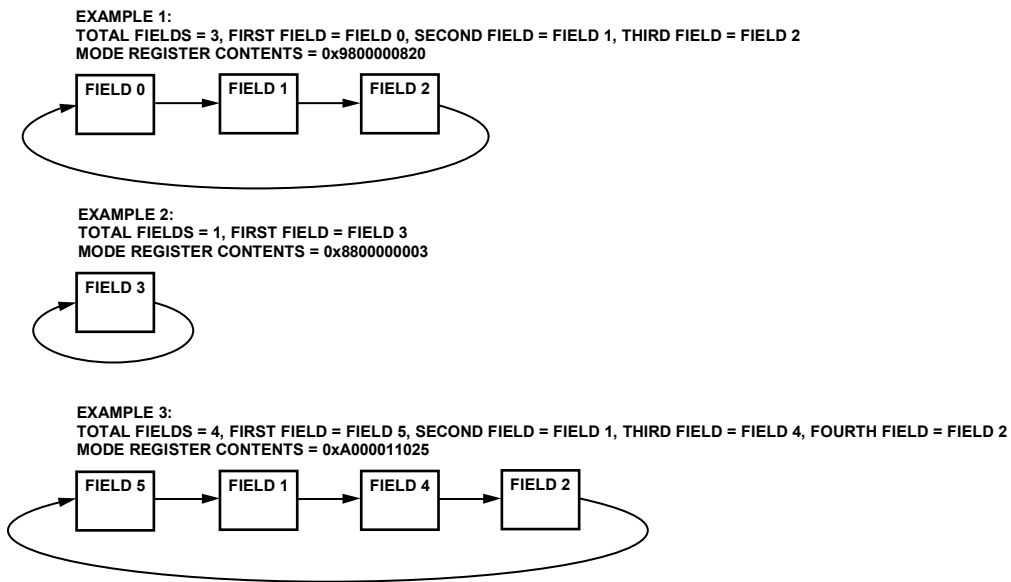 EXAMPLE 1:
TOTAL FIELDS = 3, FIRST FIELD = FIELD 0, SECOND FIELD = FIELD 1, THIRD FIELD = FIELD 2
MODE REGISTER CONTENTS = 0x9800000820
FIELD 0
FIELD 1
FIELD 2
EXAMPLE 2:
TOTAL FIELDS = 1, FIRST FIELD = FIELD 3
MODE REGISTER CONTENTS = 0x8800000003
FIELD 3
EXAMPLE 3:
TOTAL FIELDS = 4, FIRST FIELD = FIELD 5, SECOND FIELD = FIELD 1, THIRD FIELD = FIELD 4, FOURTH FIELD = FIELD 2
MODE REGISTER CONTENTS = 0xA000011025
FIELD 5
FIELD 1
FIELD 4
FIELD 2